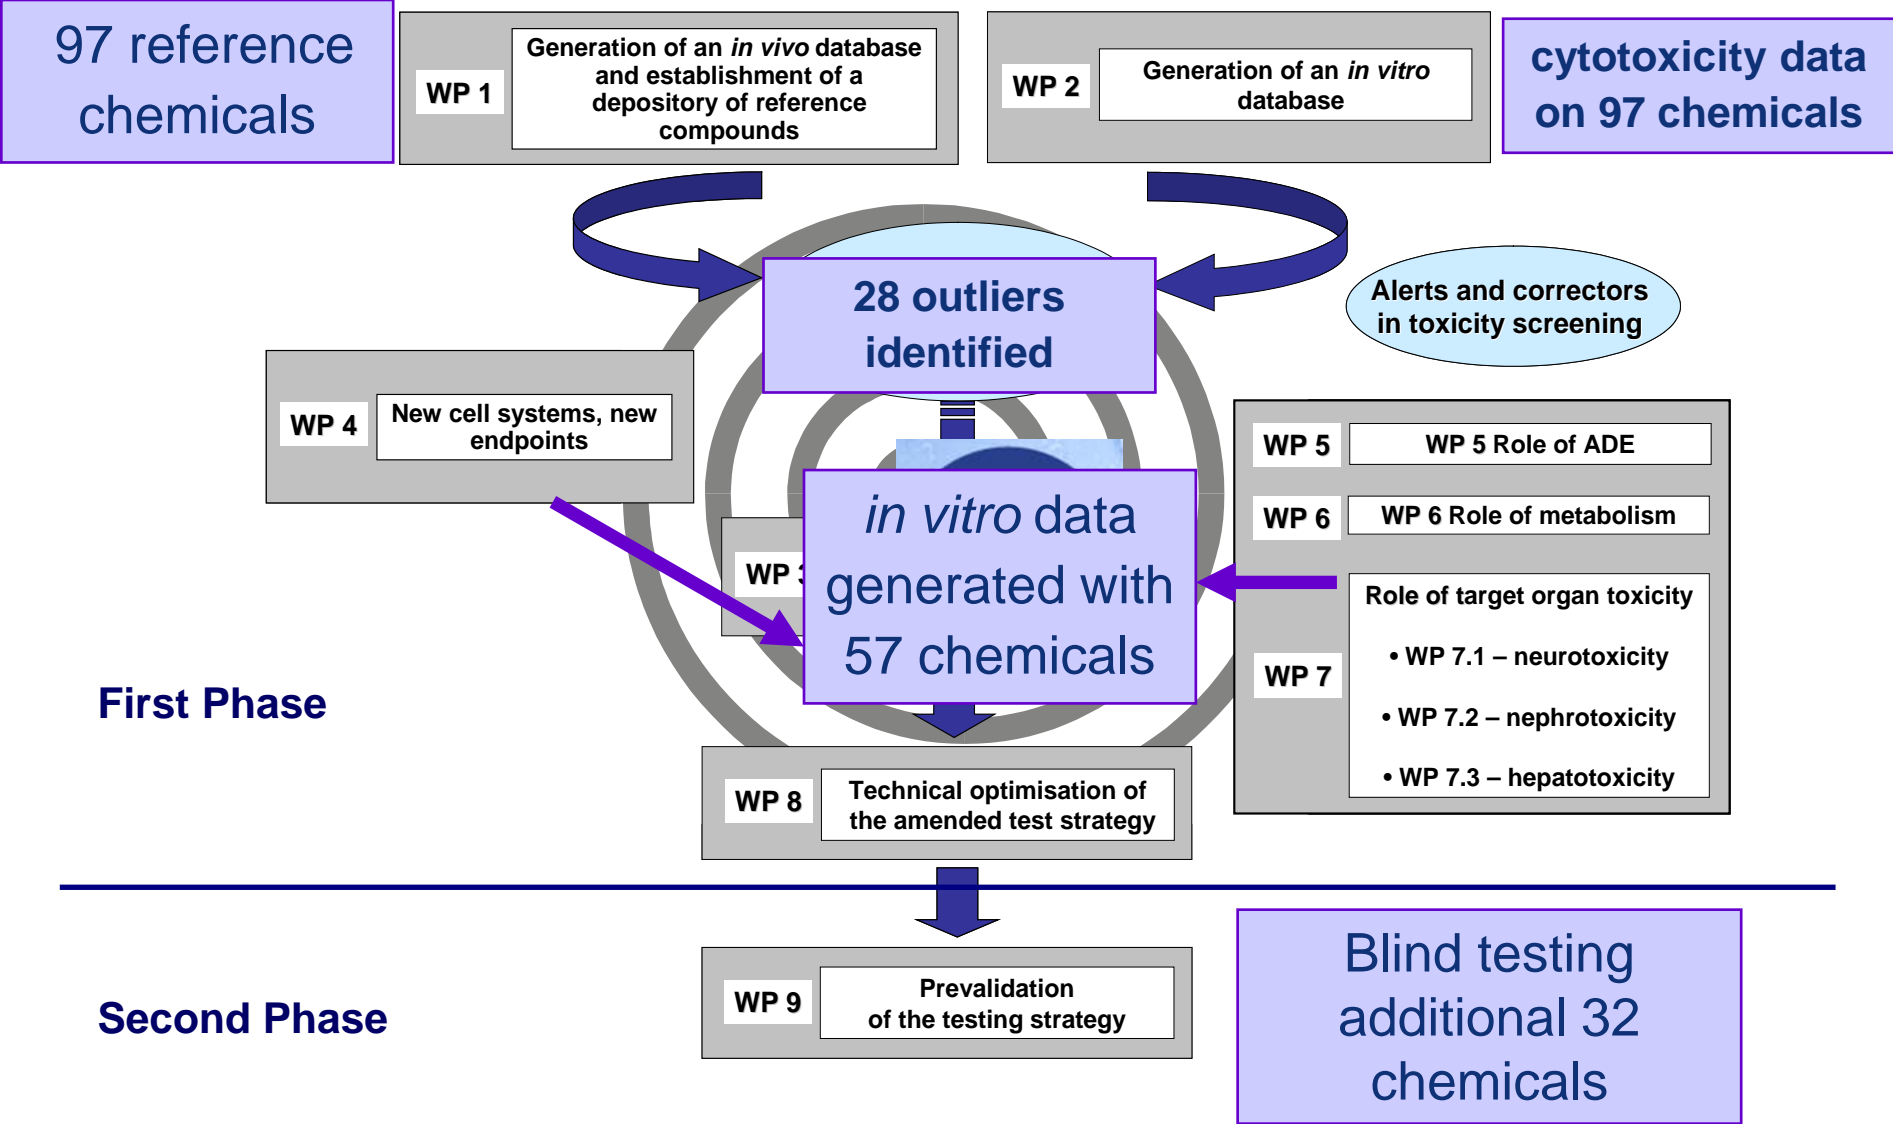 97 reference
chemicals
WP 1
Generation of an in vivo database
and establishment of a
depository of reference
compounds
WP 2
Generation of an in vitro
database
cytotoxicity data
on 97 chemicals
28 outliers
identified
Alerts and correctors
in toxicity screening
WP 4
New cell systems, new
endpoints
WP 3
in vitro data
generated with
57 chemicals
WP 5
WP 5 Role of ADE
WP 6
WP 6 Role of metabolism
WP 7
Role of target organ toxicity
• WP 7.1 – neurotoxicity
• WP 7.2 – nephrotoxicity
• WP 7.3 – hepatotoxicity
First Phase
WP 8
Technical optimisation of
the amended test strategy
Second Phase
WP 9
Prevalidation
of the testing strategy
Blind testing
additional 32
chemicals